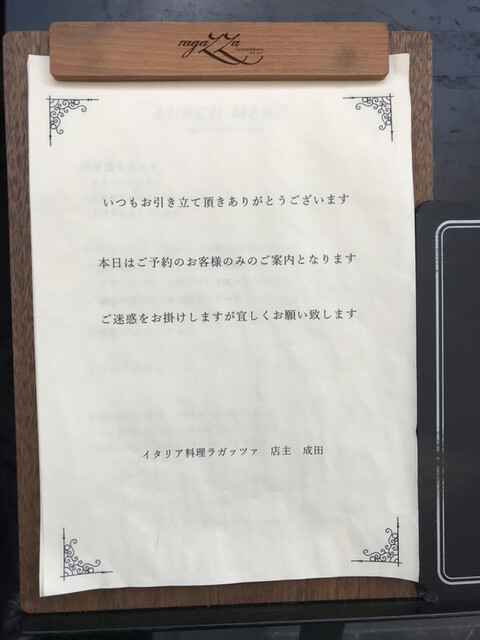 ragaZZa
いつもお引き立て頂きありがとうございます
本日はご予約のお客様のみのご案内となります
ご迷惑をお掛けしますが宜しくお願い致します
イタリア料理ラガッツァ 店主 成田